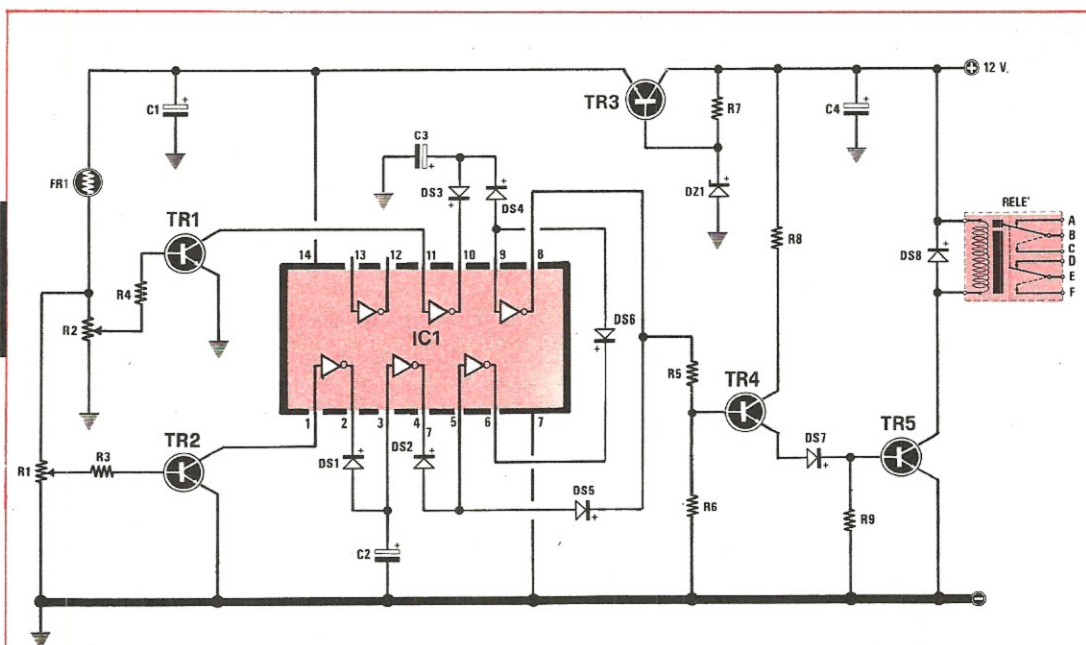 12 V.
TR3
R7
C4
C1
C3
DZ1
FR1
DS3
DS4
RELE'
TR1
R8
A
B
C
D
E
F
DS8
14
13
12
11
10
9
8
R4
R2
DS6
IC1
R5
TR4
TR5
1
2
3
4
5
6
7
7
TR2
R1
R3
DS1
DS2
DS7
DS5
R6
R9
C2